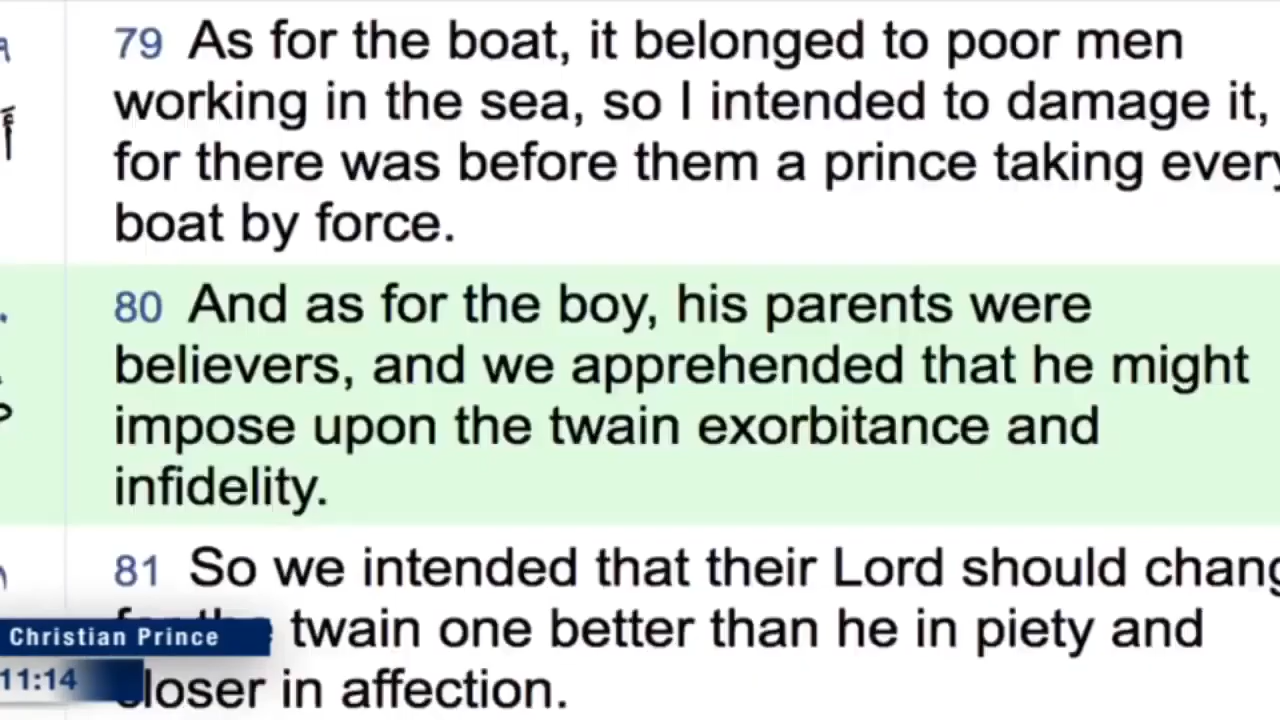 79 As for the boat, it belonged to poor men
working in the sea, so I intended to damage it,
for there was before them a prince taking every
boat by force.
80 And as for the boy, his parents were
believers, and we apprehended that he might
impose upon the twain exorbitance and
infidelity.
81 So we intended that their Lord should chang
twain one better than he in piety and
closer in affection.
Christian Prince
11:14